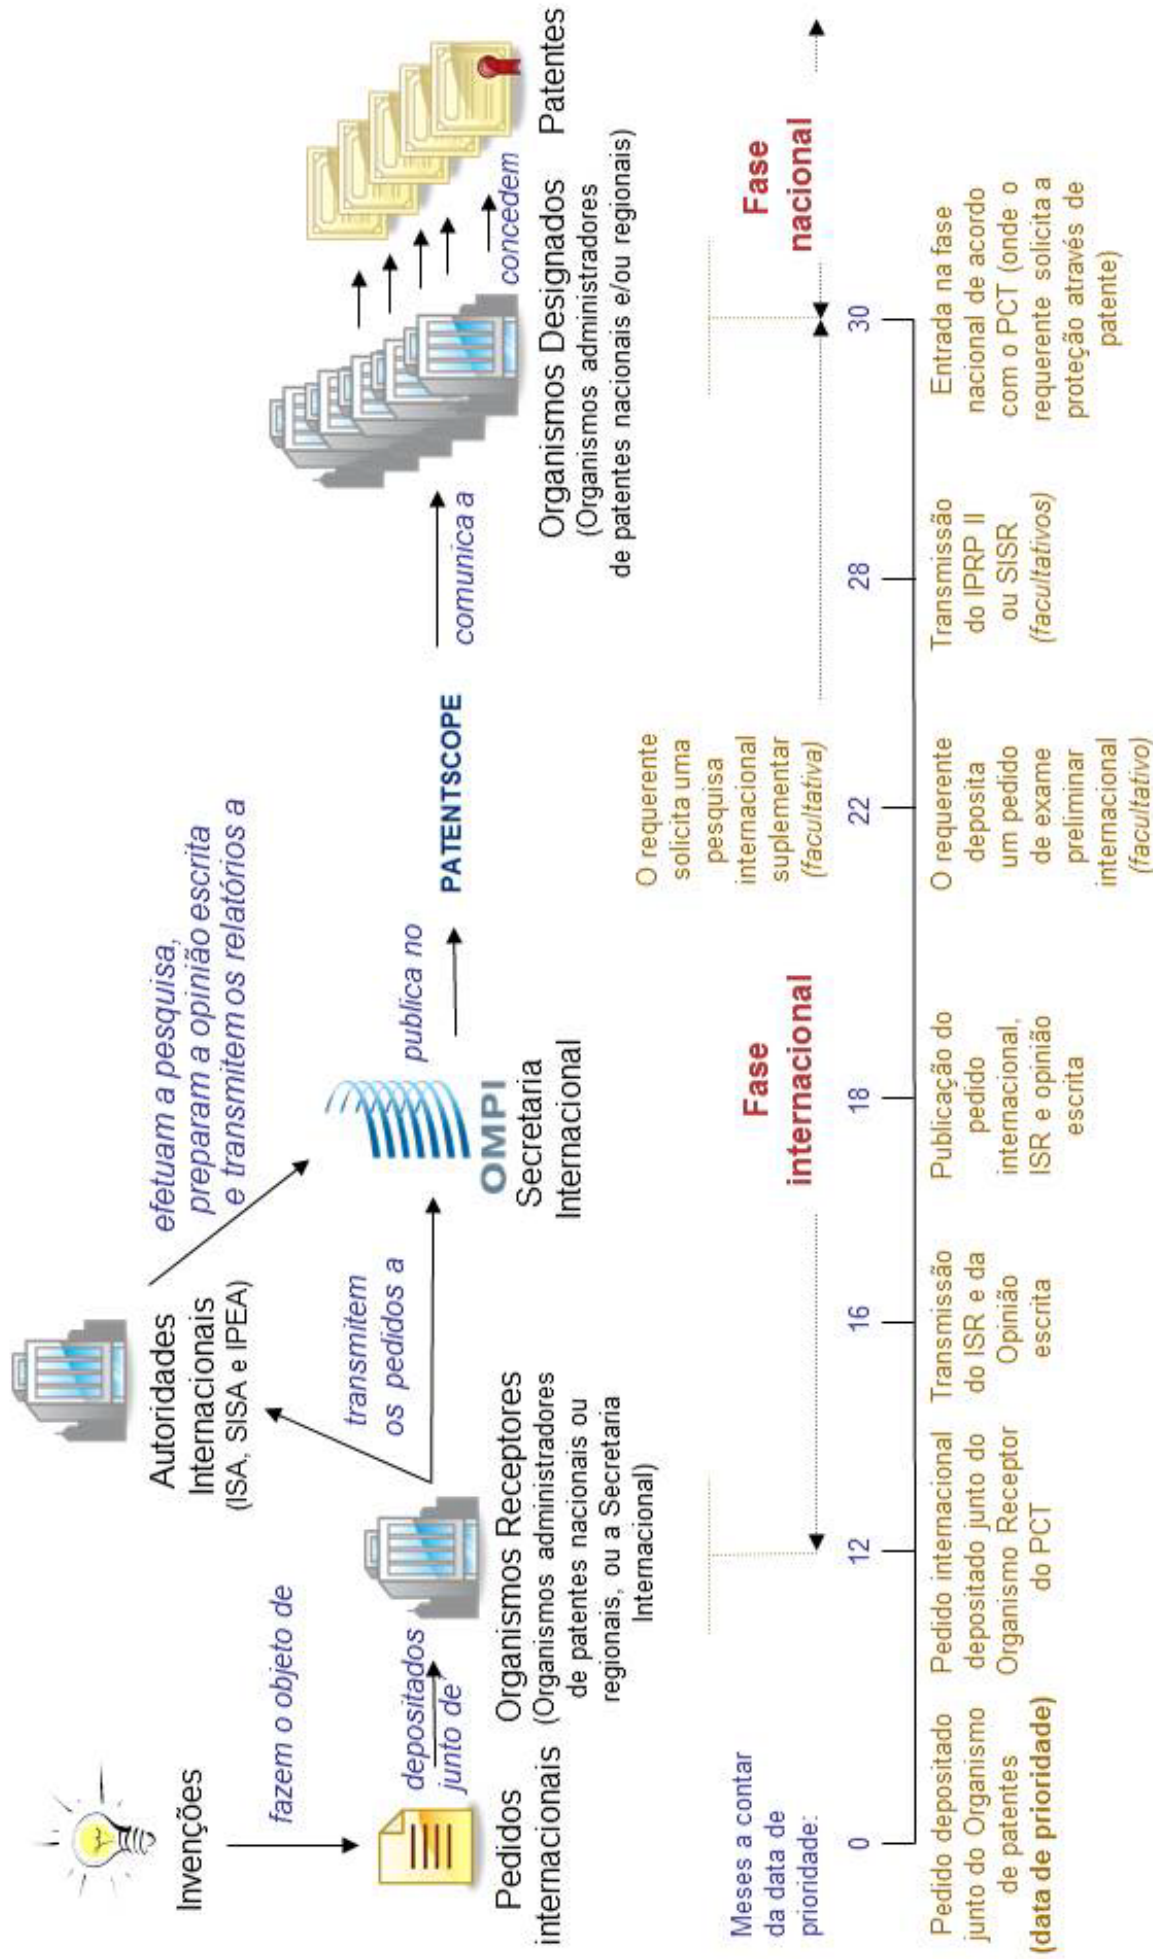 Invenções
fazem o objeto de
Pedidos
internacionais
depositados
junto de
Organismos Receptores
(Organismos administradores
de patentes nacionais ou
regionais, ou a Secretaria
Internacional)
transmitem
os pedidos a
Autoridades
Internacionais
(ISA, SISA e IPEA)
efetuam a pesquisa,
preparam a opinião escrita
e transmitem os relatórios a
OMPI
Secretaria
Internacional
publica no
PATENTSCOPE
comunica a
Organismos Designados
(Organismos administradores
de patentes nacionais e/ou regionais)
concedem
Patentes
Meses a contar
da data de
prioridade:
Fase
internacional
O requerente
solicita uma
pesquisa
internacional
suplementar
(facultativa)
Fase
nacional
0
12
16
18
22
28
30
Pedido depositado
junto do Organismo
de patentes
(data de prioridade)
Pedido internacional
depositado junto do
Organismo Receptor
do PCT
Transmissão
do ISR e da
Opinião
escrita
Publicação do
pedido
internacional,
ISR e opinião
escrita
O requerente
deposita
um pedido
de exame
preliminar
internacional
(facultativo)
Transmissão
do IPRP II
ou SISR
(facultativos)
Entrada na fase
nacional de acordo
com o PCT (onde o
requerente solicita a
proteção através de
patente)